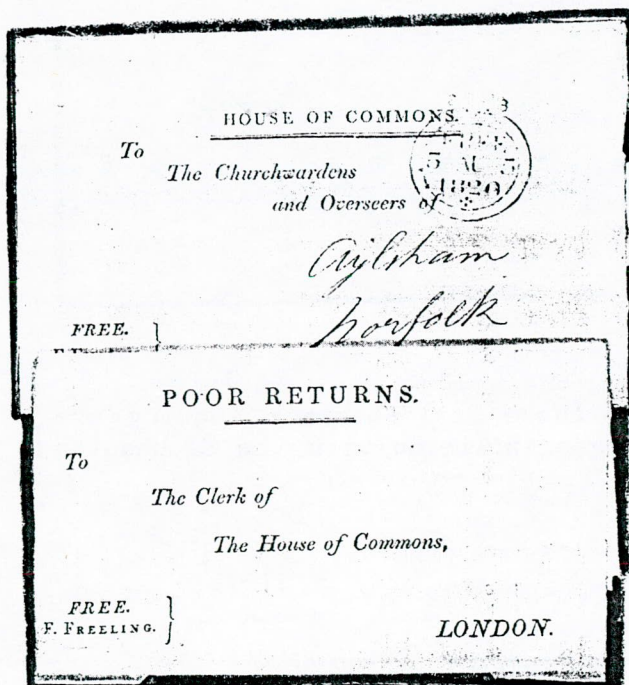 HOUSE OF COMMONS.
To
The Churchwardens
and Overseers of
Aylsham
Norfolk
FREE.
5 AU 5
1820
POOR RETURNS.
To
The Clerk of
The House of Commons,
FREE.
F. FREELING.
LONDON.